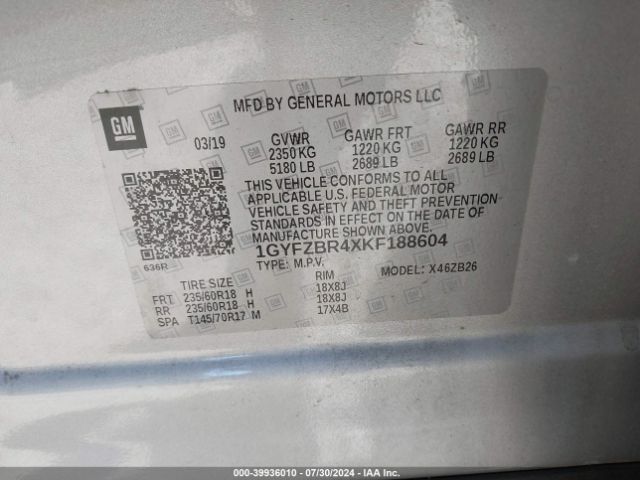 MFD BY GENERAL MOTORS LLC
GM
03/19 GVWR GAWR FRT GAWR RR
2350 KG 1220 KG 1220 KG
5180 LB 2689 LB 2689 LB
THIS VEHICLE CONFORMS TO ALL
APPLICABLE U.S. FEDERAL MOTOR
VEHICLE SAFETY AND THEFT PREVENTION
STANDARDS IN EFFECT ON THE DATE OF
MANUFACTURE SHOWN ABOVE.
1GYFZBR4XKF188604
TYPE: M.P.V. MODEL: X46ZB26
636R
TIRE SIZE RIM
FRT 235/60R18 H 18X8J
RR 235/60R18 H 18X8J
SPA T145/70R17 M 17X4B
000-39936010 / 07/30/2024 - IAA Inc.